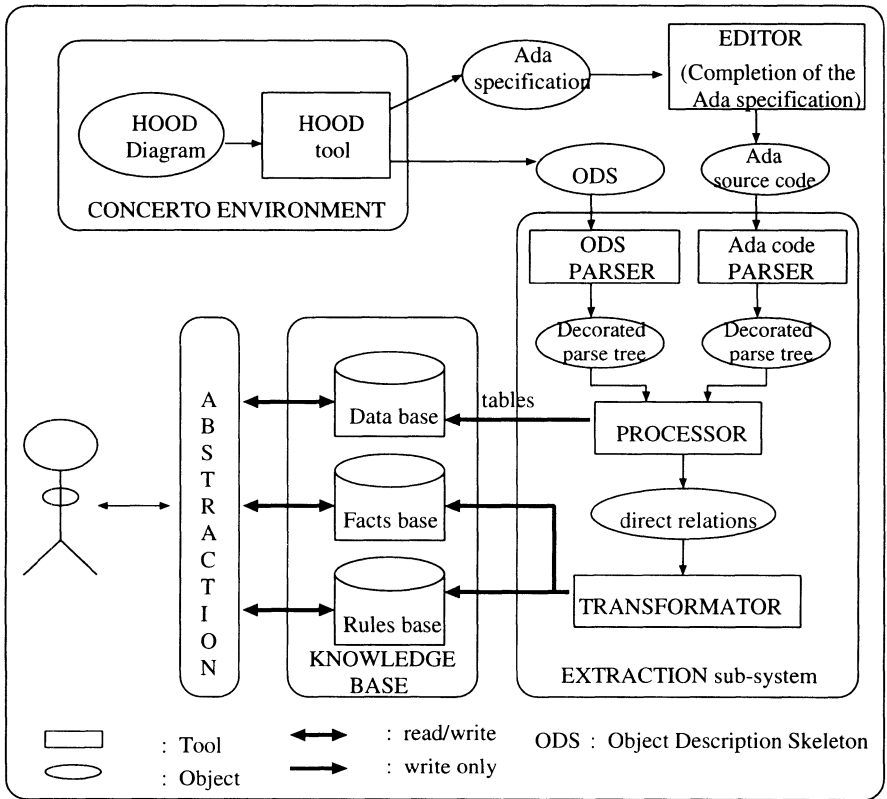 EDITOR
(Completion of the
Ada specification)
Ada
specification
HOOD
Diagram
HOOD
tool
CONCERTO ENVIRONMENT
ODS
Ada
source code
ODS
PARSER
Ada code
PARSER
Decorated
parse tree
Decorated
parse tree
tables
PROCESSOR
direct relations
TRANSFORMATOR
EXTRACTION sub-system
ABSTRACTION
Data base
Facts base
Rules base
KNOWLEDGE
BASE
: Tool
: Object
: read/write
: write only
ODS : Object Description Skeleton